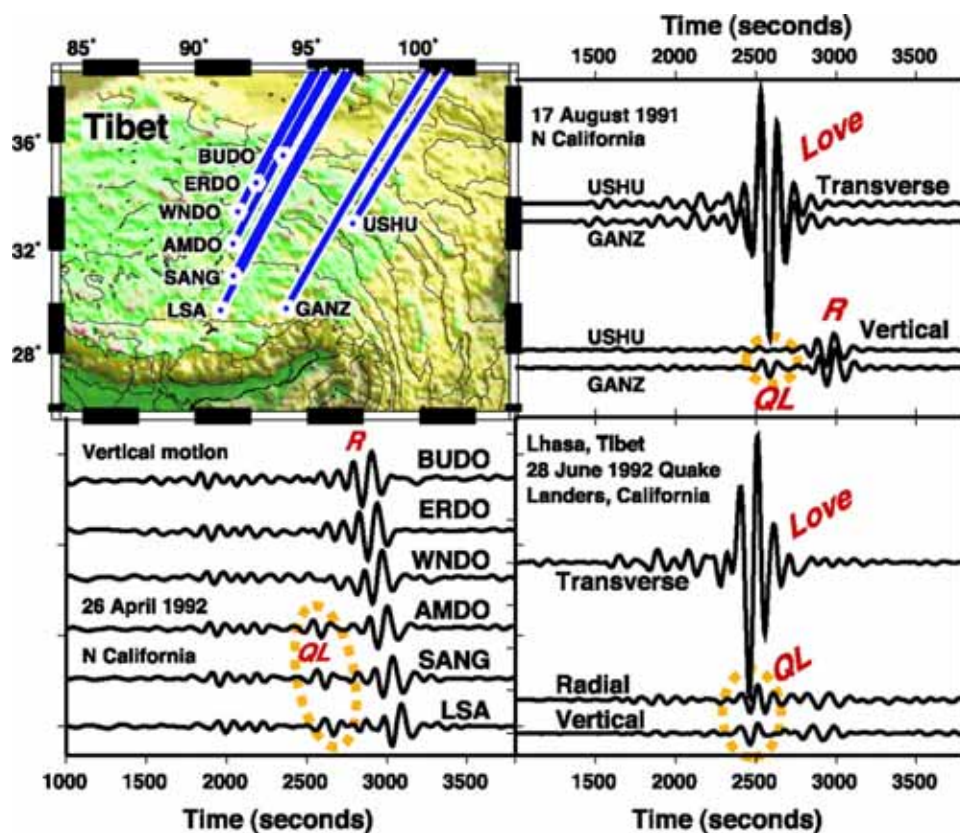 Time (seconds)
85° 90° 95° 100°
1500 2000 2500 3000 3500
Tibet
36°
32°
28°
BUDO
ERDO
WNDO
AMDO
SANG
LSA
USHU
GANZ
17 August 1991
N California
Love
USHU
Transverse
GANZ
R
USHU
Vertical
GANZ
QL
Vertical motion
R
BUDO
ERDO
WNDO
26 April 1992
AMDO
N California
QL
SANG
LSA
Lhasa, Tibet
28 June 1992 Quake
Landers, California
Love
Transverse
QL
Radial
Vertical
1000 1500 2000 2500 3000
1500 2000 2500 3000 3500
Time (seconds)
Time (seconds)